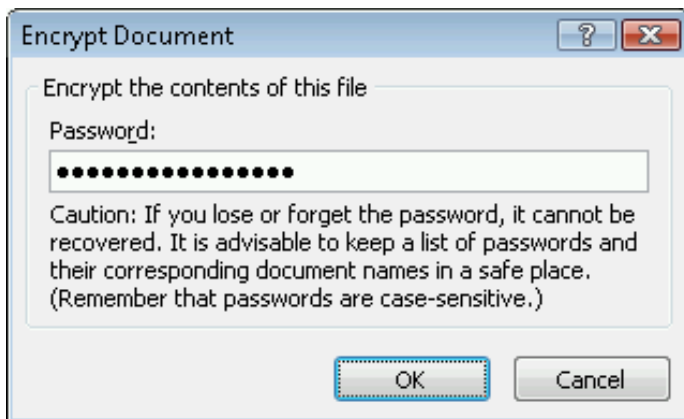 Encrypt Document
Encrypt the contents of this file
Password:
••••••••••••••••
Caution: If you lose or forget the password, it cannot be
recovered. It is advisable to keep a list of passwords and
their corresponding document names in a safe place.
(Remember that passwords are case-sensitive.)
OK Cancel